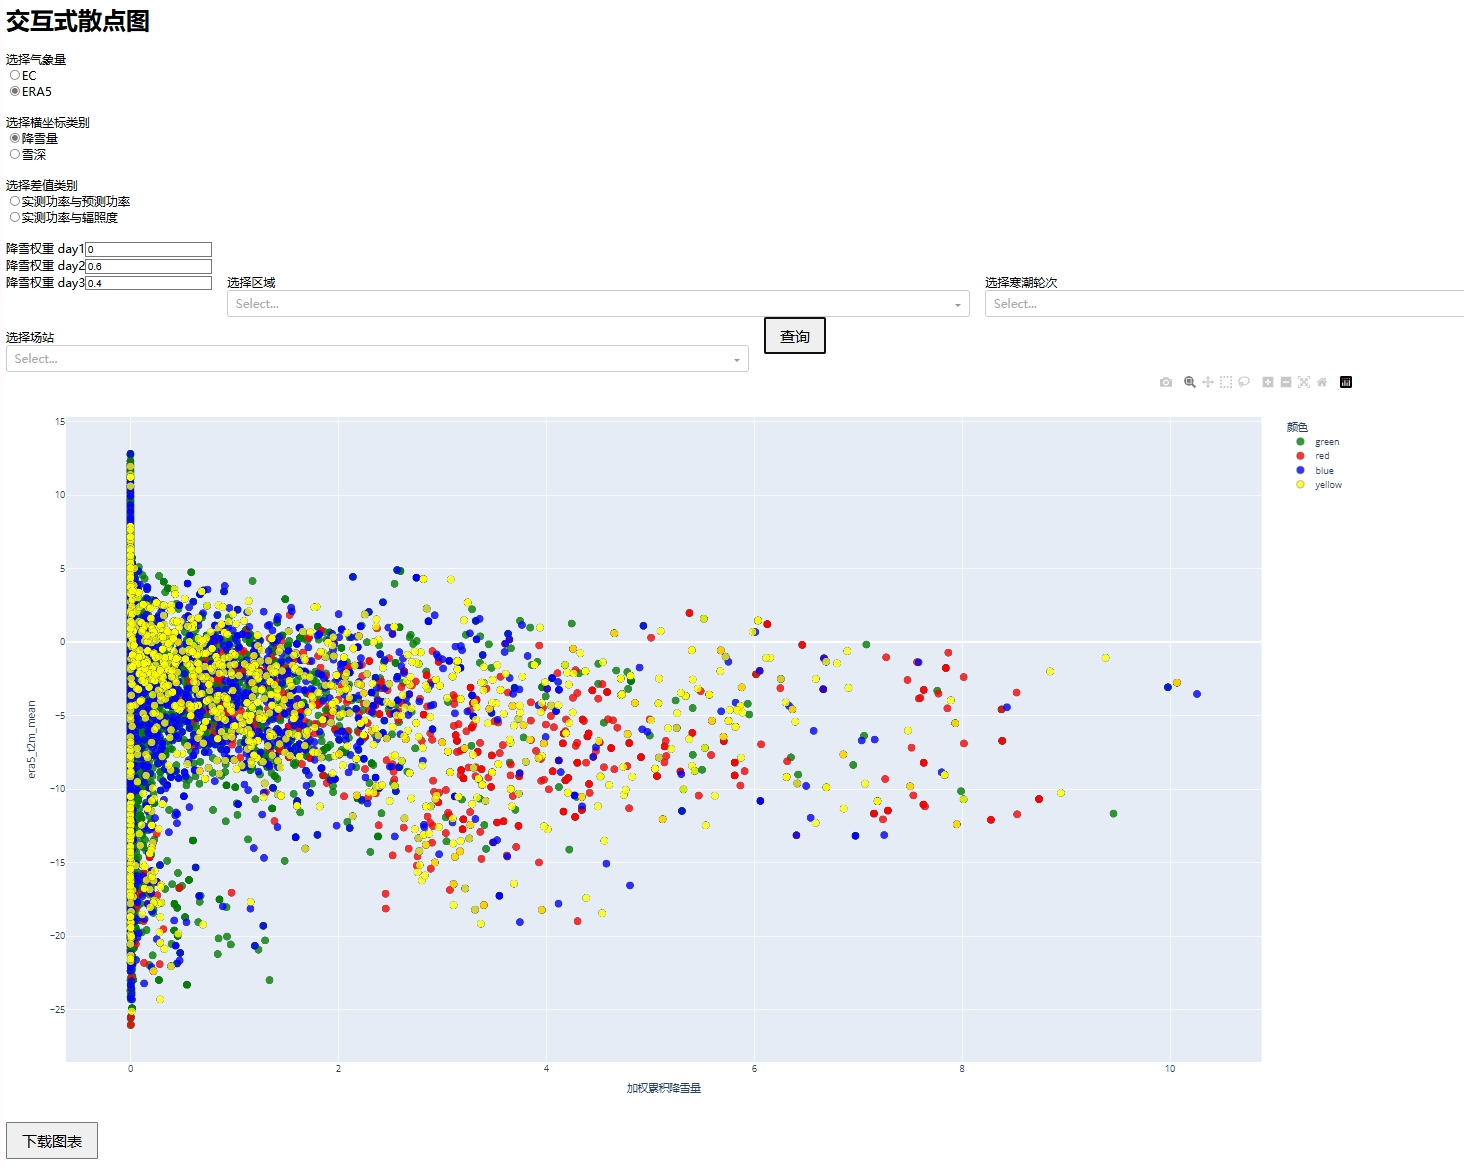 交互式散点图
选择气象量
EC
ERA5
选择横坐标类别
降雪量
雪深
选择差值类别
实测功率与预测功率
实测功率与辐照度
降雪权重 day1 0
降雪权重 day2 0.6
降雪权重 day3 0.4
选择区域
Select...
选择寒潮轮次
Select...
选择场站
Select...
查询
颜色
green
red
blue
yellow
15
10
5
0
−5
−10
−15
−20
−25
era5_t2m_mean
0 2 4 6 8 10
加权累积降雪量
下载图表